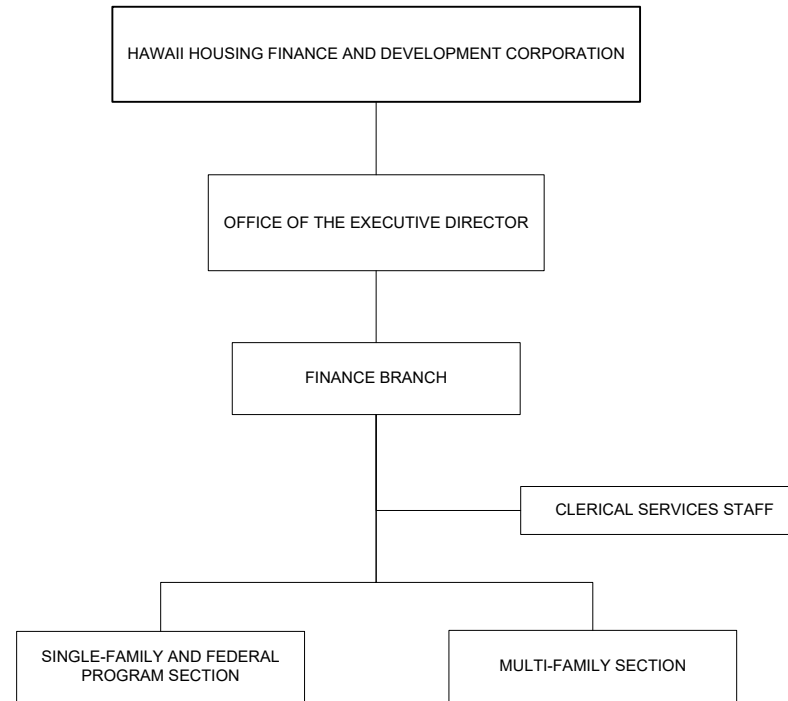 HAWAII HOUSING FINANCE AND DEVELOPMENT CORPORATION
OFFICE OF THE EXECUTIVE DIRECTOR
FINANCE BRANCH
CLERICAL SERVICES STAFF
SINGLE-FAMILY AND FEDERAL
PROGRAM SECTION
MULTI-FAMILY SECTION